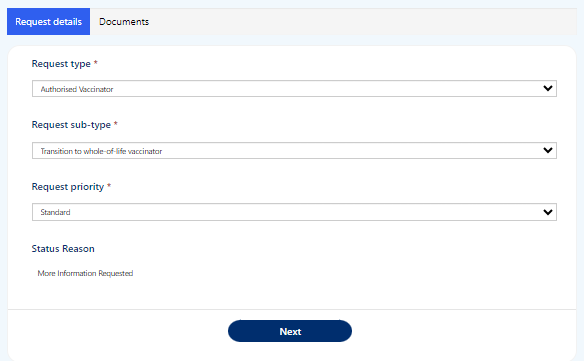 Request details
Documents
Request type *
Authorised Vaccinator
Request sub-type *
Transition to whole-of-life vaccinator
Request priority *
Standard
Status Reason
More Information Requested
Next